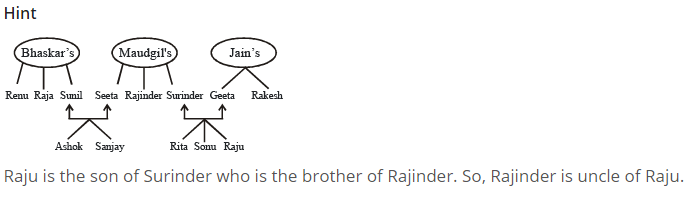 Hint
Bhaskar's Maudgil's Jain's
Renu Raja Sunil Seeta Rajinder Surinder Geeta Rakesh
Ashok Sanjay Rita Sonu Raju
Raju is the son of Surinder who is the brother of Rajinder. So, Rajinder is uncle of Raju.